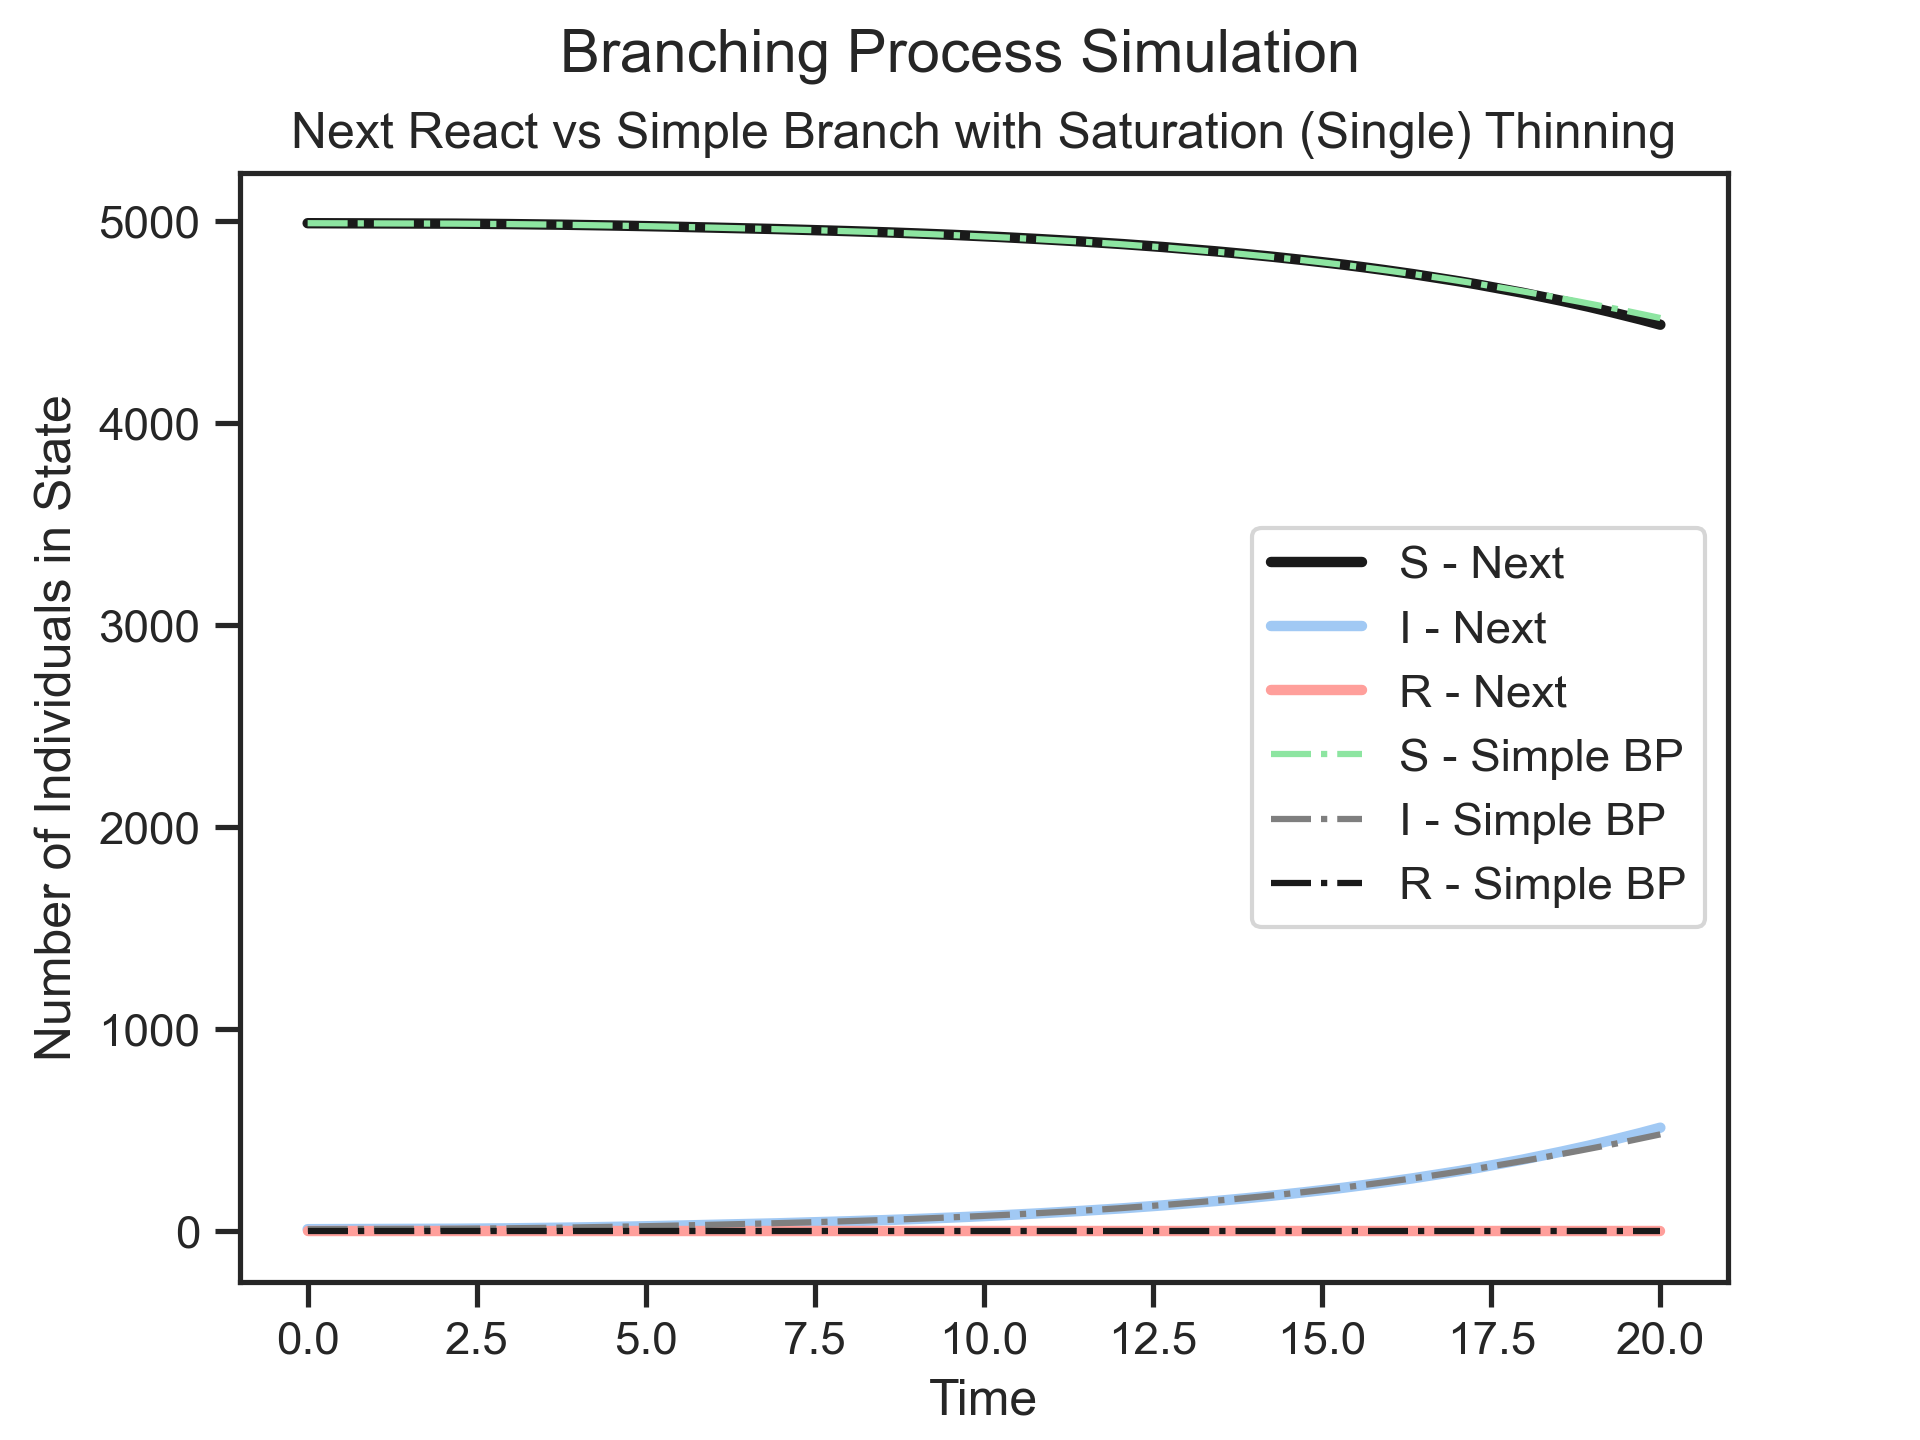 Branching Process Simulation
Next React vs Simple Branch with Saturation (Single) Thinning
Number of Individuals in State
5000
4000
3000
2000
1000
0
S - Next
I - Next
R - Next
S - Simple BP
I - Simple BP
R - Simple BP
0.0 2.5 5.0 7.5 10.0 12.5 15.0 17.5 20.0
Time